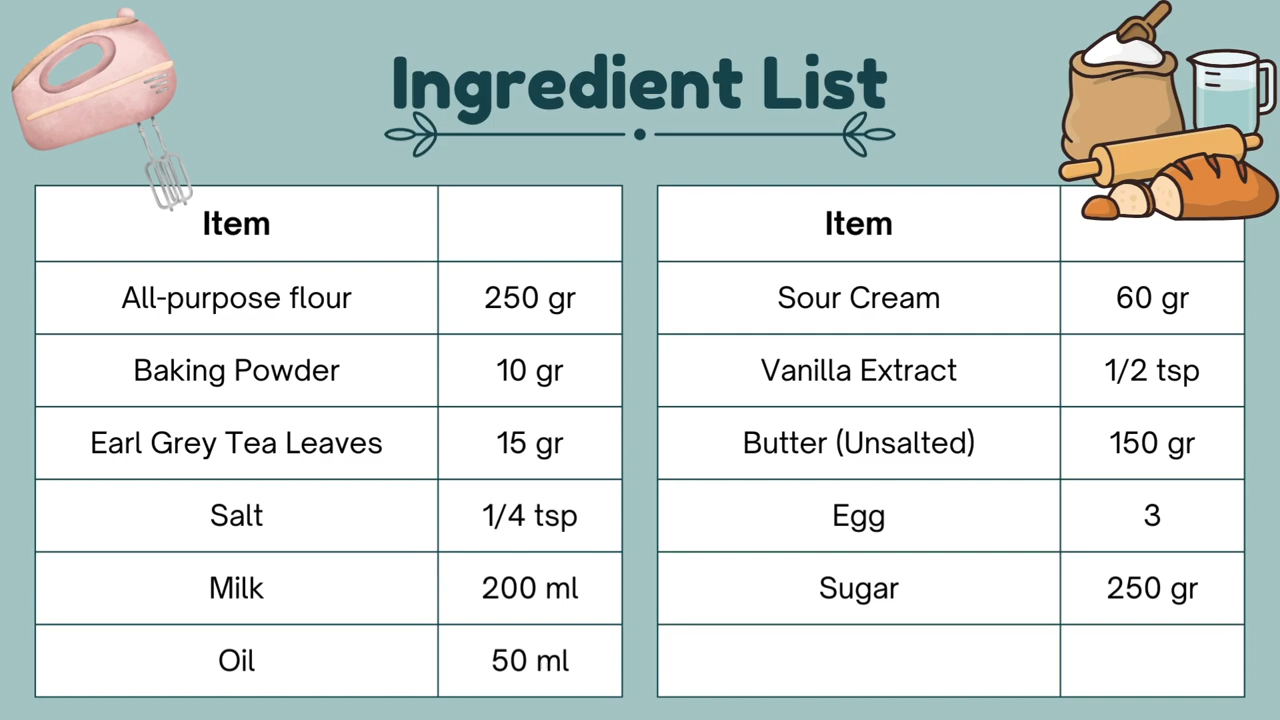 Ingredient List
Item
All-purpose flour 250 gr
Baking Powder 10 gr
Earl Grey Tea Leaves 15 gr
Salt 1/4 tsp
Milk 200 ml
Oil 50 ml
Item
Sour Cream 60 gr
Vanilla Extract 1/2 tsp
Butter (Unsalted) 150 gr
Egg 3
Sugar 250 gr